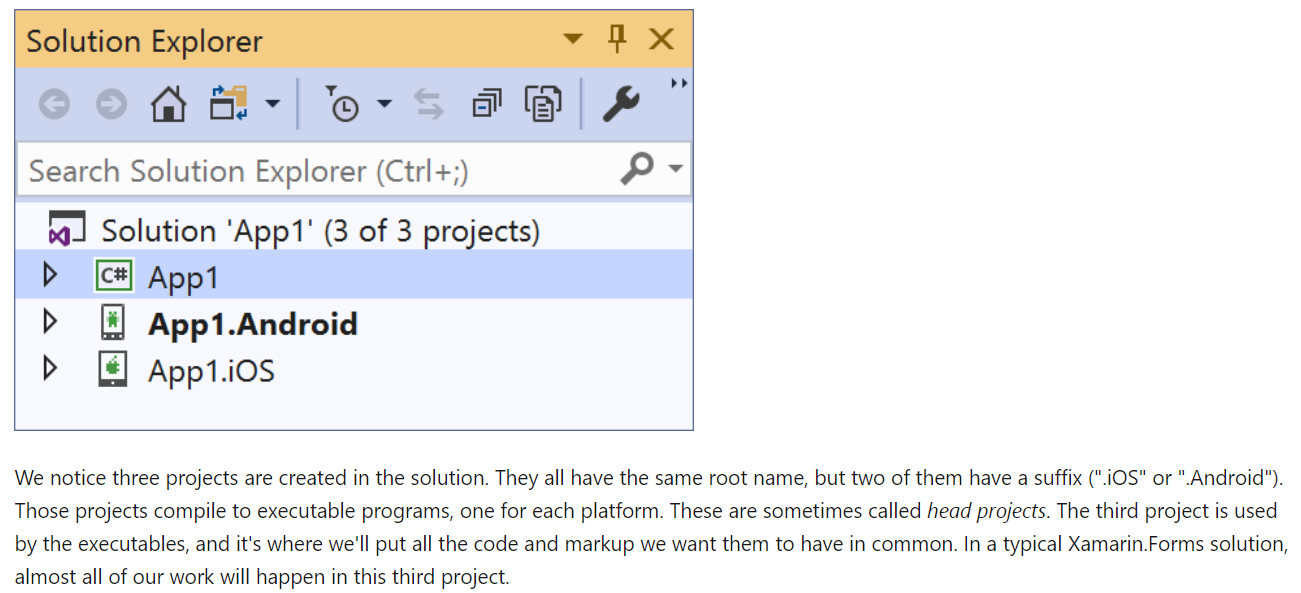 Solution Explorer
Search Solution Explorer (Ctrl+;)
Solution 'App1' (3 of 3 projects)
C# App1
App1.Android
App1.iOS
We notice three projects are created in the solution. They all have the same root name, but two of them have a suffix (".iOS" or ".Android").
Those projects compile to executable programs, one for each platform. These are sometimes called head projects. The third project is used
by the executables, and it's where we'll put all the code and markup we want them to have in common. In a typical Xamarin.Forms solution,
almost all of our work will happen in this third project.